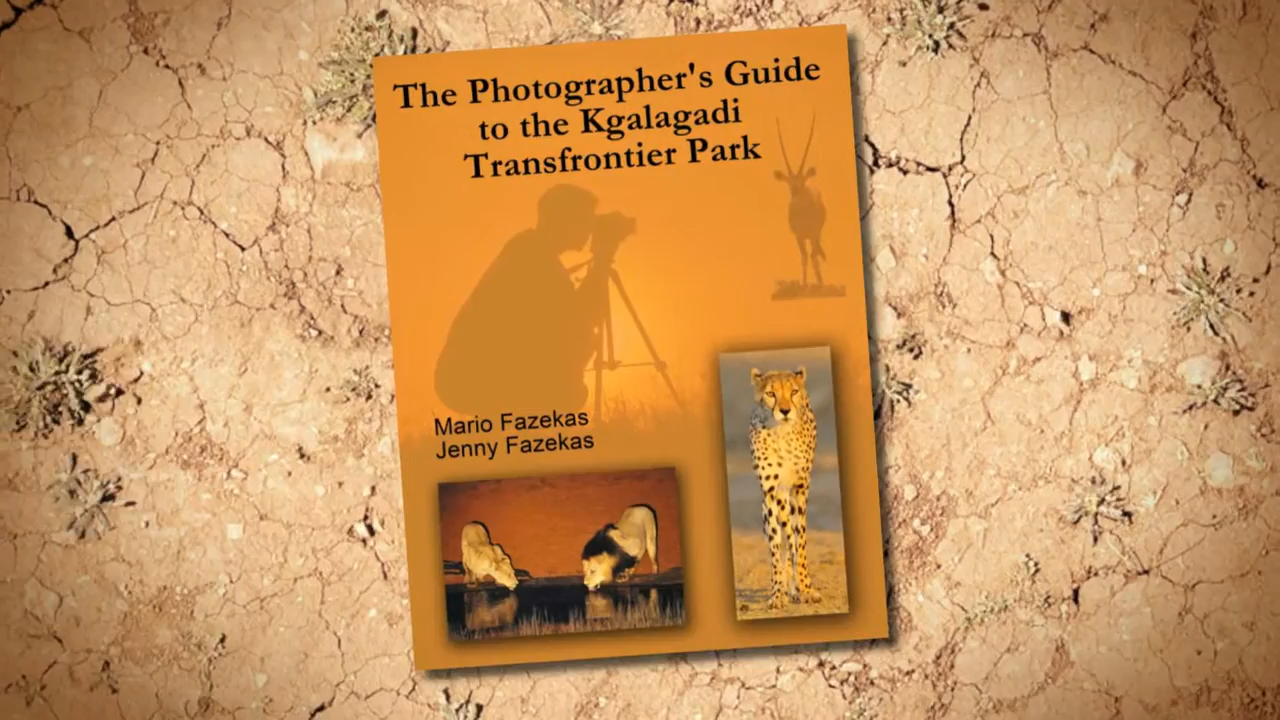 The Photographer's Guide
to the Kgalagadi
Transfrontier Park
Mario Fazekas
Jenny Fazekas